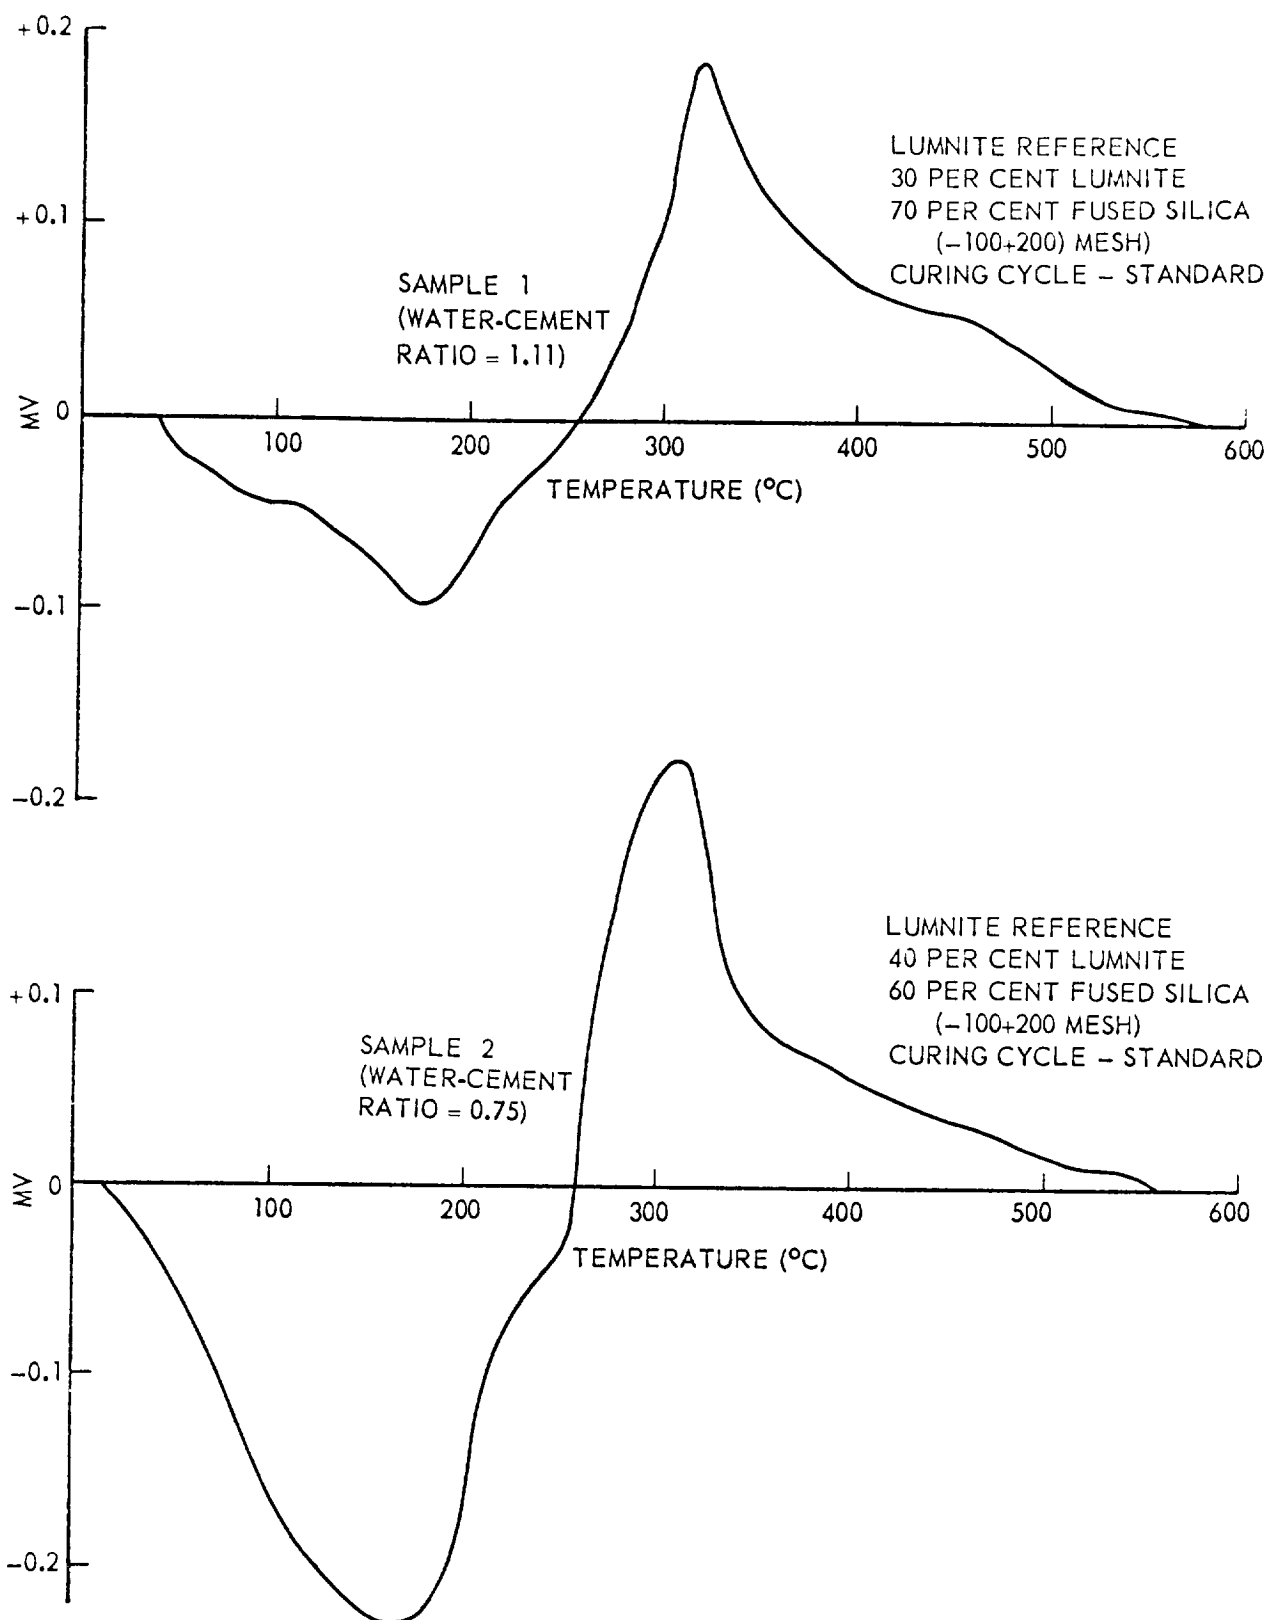 +0.2
LUMNITE REFERENCE
30 PER CENT LUMNITE
70 PER CENT FUSED SILICA
(-100+200) MESH)
CURING CYCLE - STANDARD
+0.1
SAMPLE 1
(WATER-CEMENT
RATIO = 1.11)
MV 0
100 200 300 400 500 600
TEMPERATURE (°C)
-0.1
-0.2
LUMNITE REFERENCE
40 PER CENT LUMNITE
60 PER CENT FUSED SILICA
(-100+200 MESH)
CURING CYCLE - STANDARD
+0.1
SAMPLE 2
(WATER-CEMENT
RATIO = 0.75)
MV 0
100 200 300 400 500 600
TEMPERATURE (°C)
-0.1
-0.2